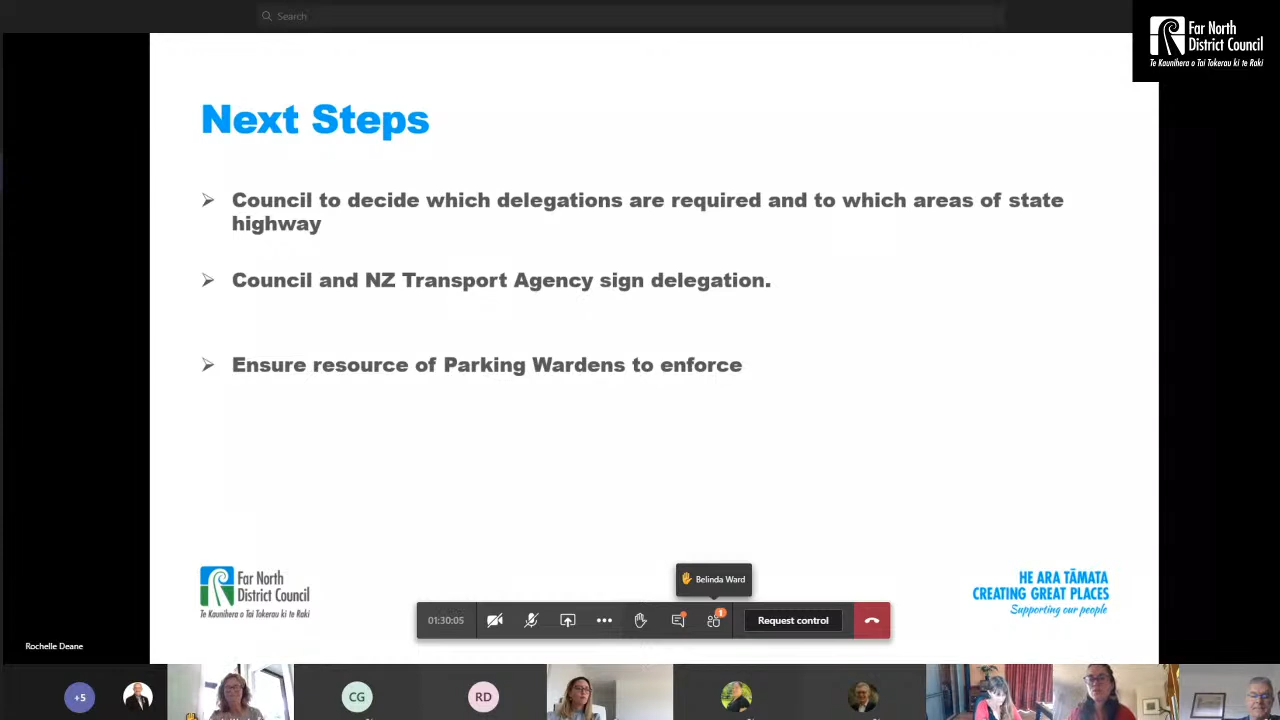 Search
Far North
District Council
Te Kaunihera o Tai Tokerau ki te Raki
Next Steps
Council to decide which delegations are required and to which areas of state
highway
Council and NZ Transport Agency sign delegation.
Ensure resource of Parking Wardens to enforce
Far North
District Council
Te Kaunihera o Tai Tokerau ki te Raki
HE ARA TĀMATA
CREATING GREAT PLACES
Supporting our people
Belinda Ward
01:30:05
1
Request control
Rochelle Deane
+5
CG
RD